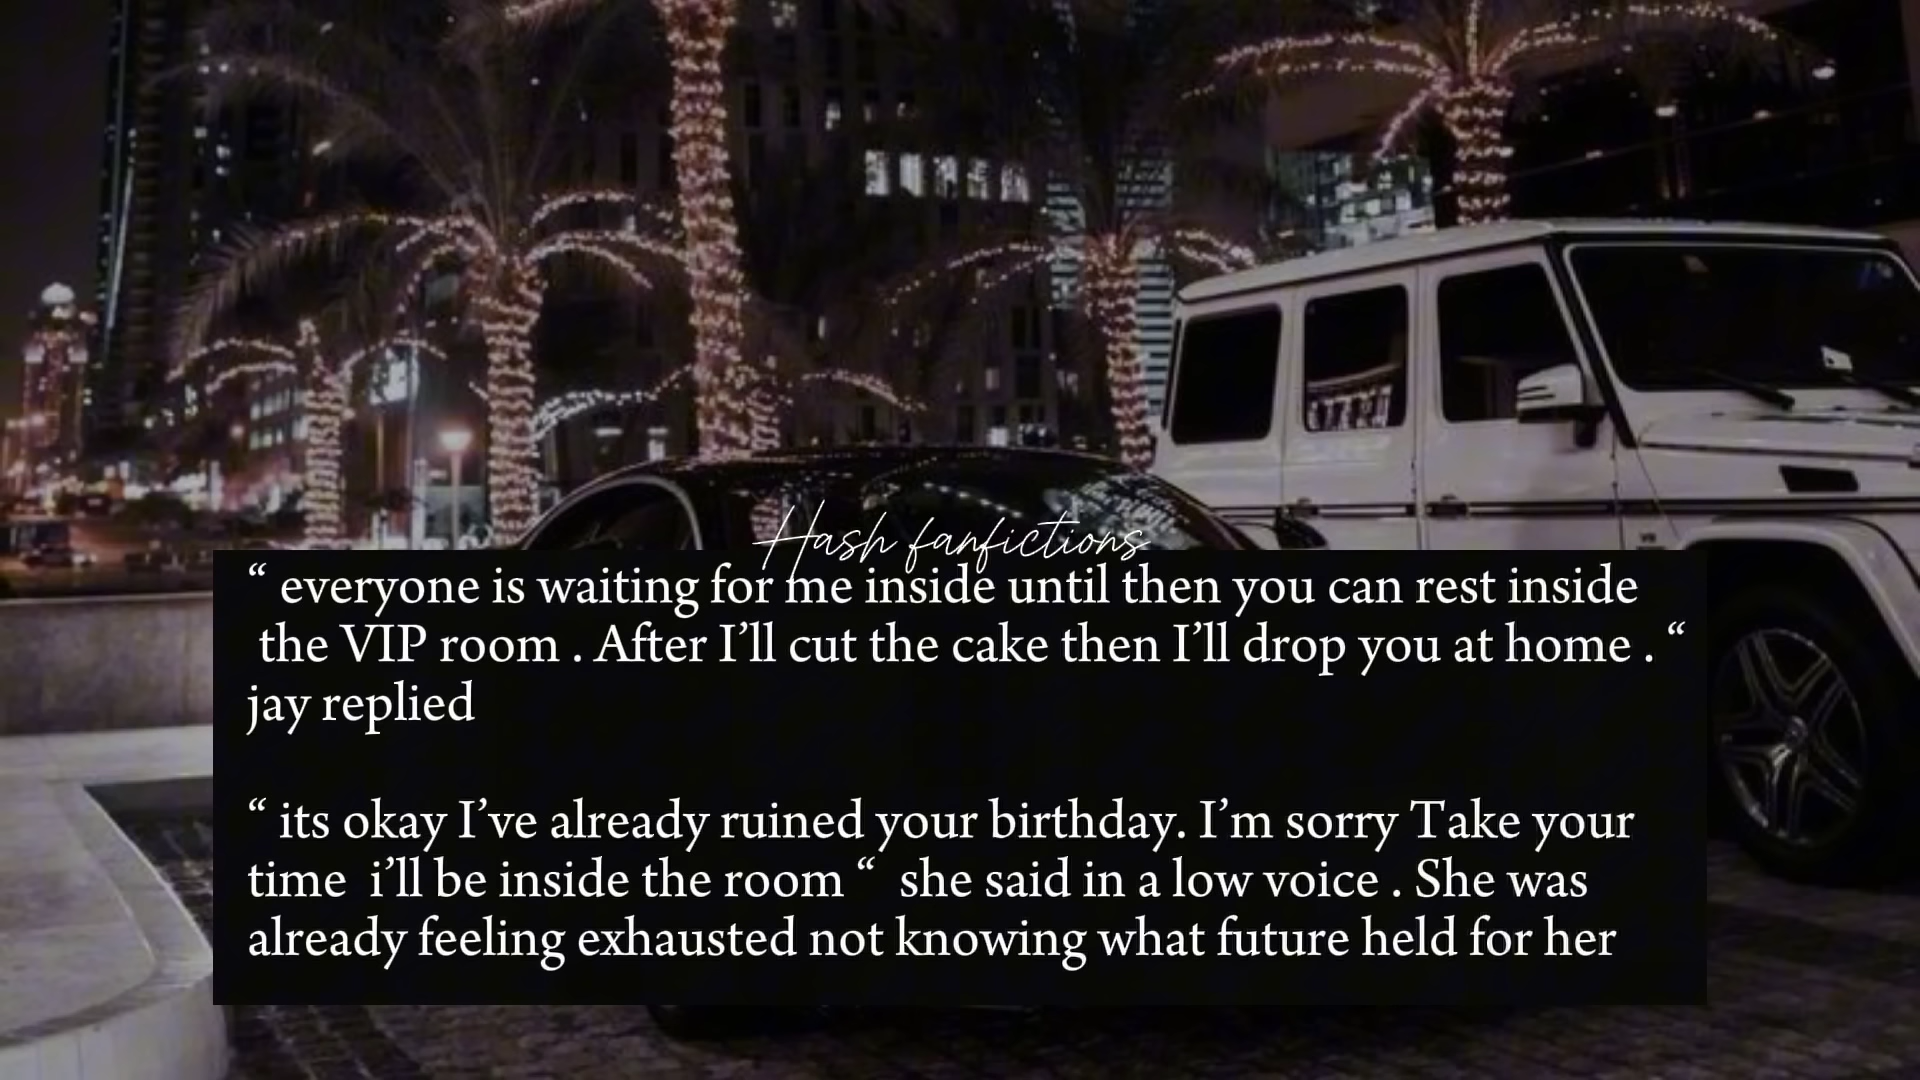 Hash fanfictions
“ everyone is waiting for me inside until then you can rest inside
the VIP room . After I’ll cut the cake then I’ll drop you at home . “
jay replied
“ its okay I’ve already ruined your birthday. I’m sorry Take your
time i’ll be inside the room “ she said in a low voice . She was
already feeling exhausted not knowing what future held for her